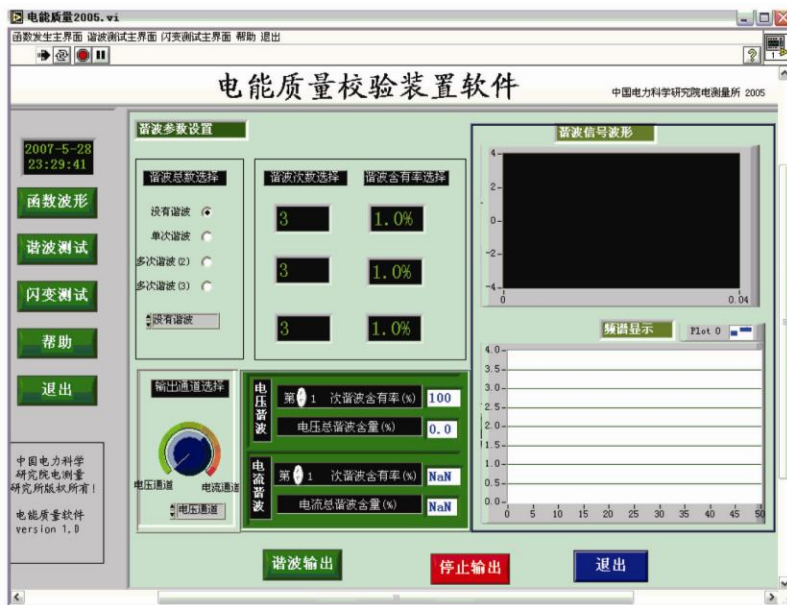 电能质量2005.vi
函数发生主界面 谐波测试主界面 闪变测试主界面 帮助 退出
电能质量校验装置软件
中国电力科学研究院电测量所 2005
2007-5-28
23:29:41
函数波形
谐波测试
闪变测试
帮助
退出
中国电力科学
研究院电测量
研究所版权所有!
电能质量软件
version 1.0
谐波参数设置
谐波总数选择
没有谐波
单次谐波
多次谐波(2)
多次谐波(3)
没有谐波
谐波次数选择 谐波含有率选择
3 1.0%
3 1.0%
3 1.0%
谐波信号波形
4
2
0
-2
-4
0 0.04
频谱显示 Plot 0
4.0
3.5
3.0
2.5
2.0
1.5
1.0
0.5
0.0
0 5 10 15 20 25 30 35 40 45 50
输出通道选择
电压通道 电流通道
电压通道
电压谐波
第 1 次谐波含有率(%) 100
电压总谐波含量(%) 0.0
电流谐波
第 1 次谐波含有率(%) NaN
电流总谐波含量(%) NaN
谐波输出 停止输出 退出